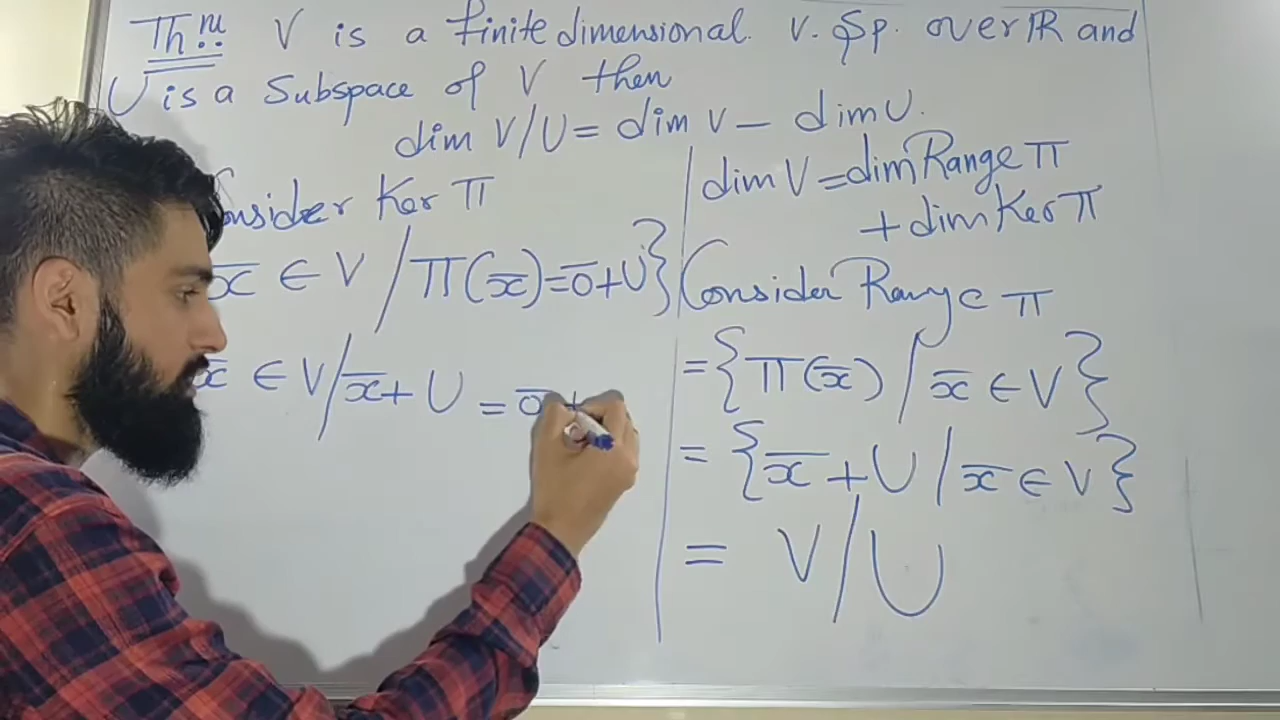 Thm V is a finite dimensional v. Sp. over ℝ and
U is a Subspace of V then
dim V/U = dim V - dim U.
onsider Ker π
x̅ ∈ V / π(x̅) = 0̅ + U}
x̅ ∈ V / x̅ + U = 0̅ +
dim V = dim Range π
+ dim Ker π
Consider Range π
= {π(x̅) / x̅ ∈ V}
= {x̅ + U / x̅ ∈ V}
= V/U